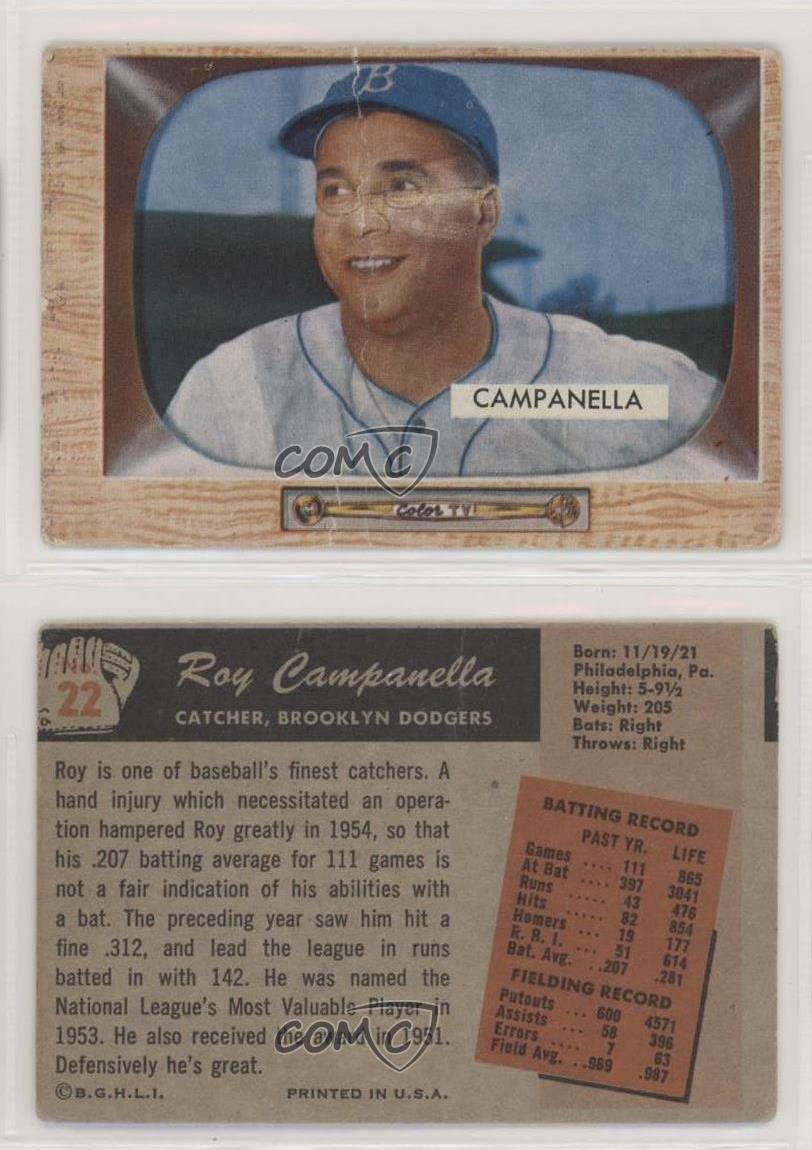 B
CAMPANELLA
COMC
Color TV
No.
22
Roy Campanella
CATCHER, BROOKLYN DODGERS
Born: 11/19/21
Philadelphia, Pa.
Height: 5-9½
Weight: 205
Bats: Right
Throws: Right
Roy is one of baseball's finest catchers. A
hand injury which necessitated an opera-
tion hampered Roy greatly in 1954, so that
his .207 batting average for 111 games is
not a fair indication of his abilities with
a bat. The preceding year saw him hit a
fine .312, and lead the league in runs
batted in with 142. He was named the
National League's Most Valuable Player in
1953. He also received the award in 1951.
Defensively he's great.
COMC
©B.G.H.L.I. PRINTED IN U.S.A.
BATTING RECORD
PAST YR. LIFE
Games .... 111 865
At Bat .... 397 3041
Runs ..... 43 476
Hits ..... 82 854
Homers ... 19 177
R. B. I. ... 51 614
Bat. Avg. . .207 .281
FIELDING RECORD
Putouts ... 600 4571
Assists ... 58 396
Errors .... 7 63
Field Avg. . .989 .987